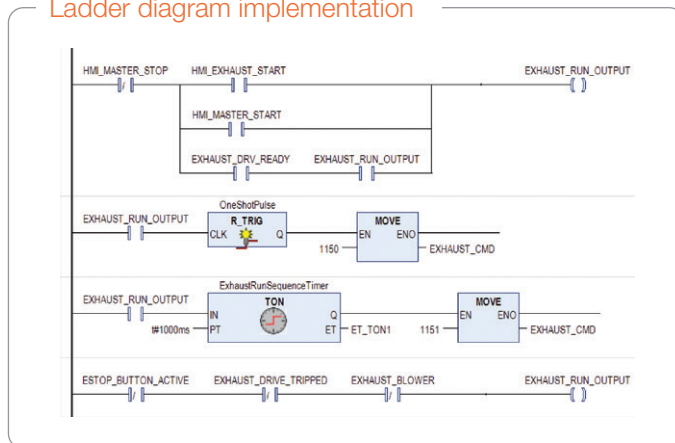 Ladder diagram implementation
HMI_MASTER_STOP HMI_EXHAUST_START EXHAUST_RUN_OUTPUT
HMI_MASTER_START
EXHAUST_DRV_READY EXHAUST_RUN_OUTPUT
OneShotPulse
EXHAUST_RUN_OUTPUT R_TRIG MOVE
CLK Q EN ENO
1150 EXHAUST_CMD
ExhaustRunSequenceTimer
EXHAUST_RUN_OUTPUT TON MOVE
IN Q EN ENO
t#1000ms PT ET ET_TON1 1151 EXHAUST_CMD
ESTOP_BUTTON_ACTIVE EXHAUST_DRIVE_TRIPPED EXHAUST_BLOWER EXHAUST_RUN_OUTPUT